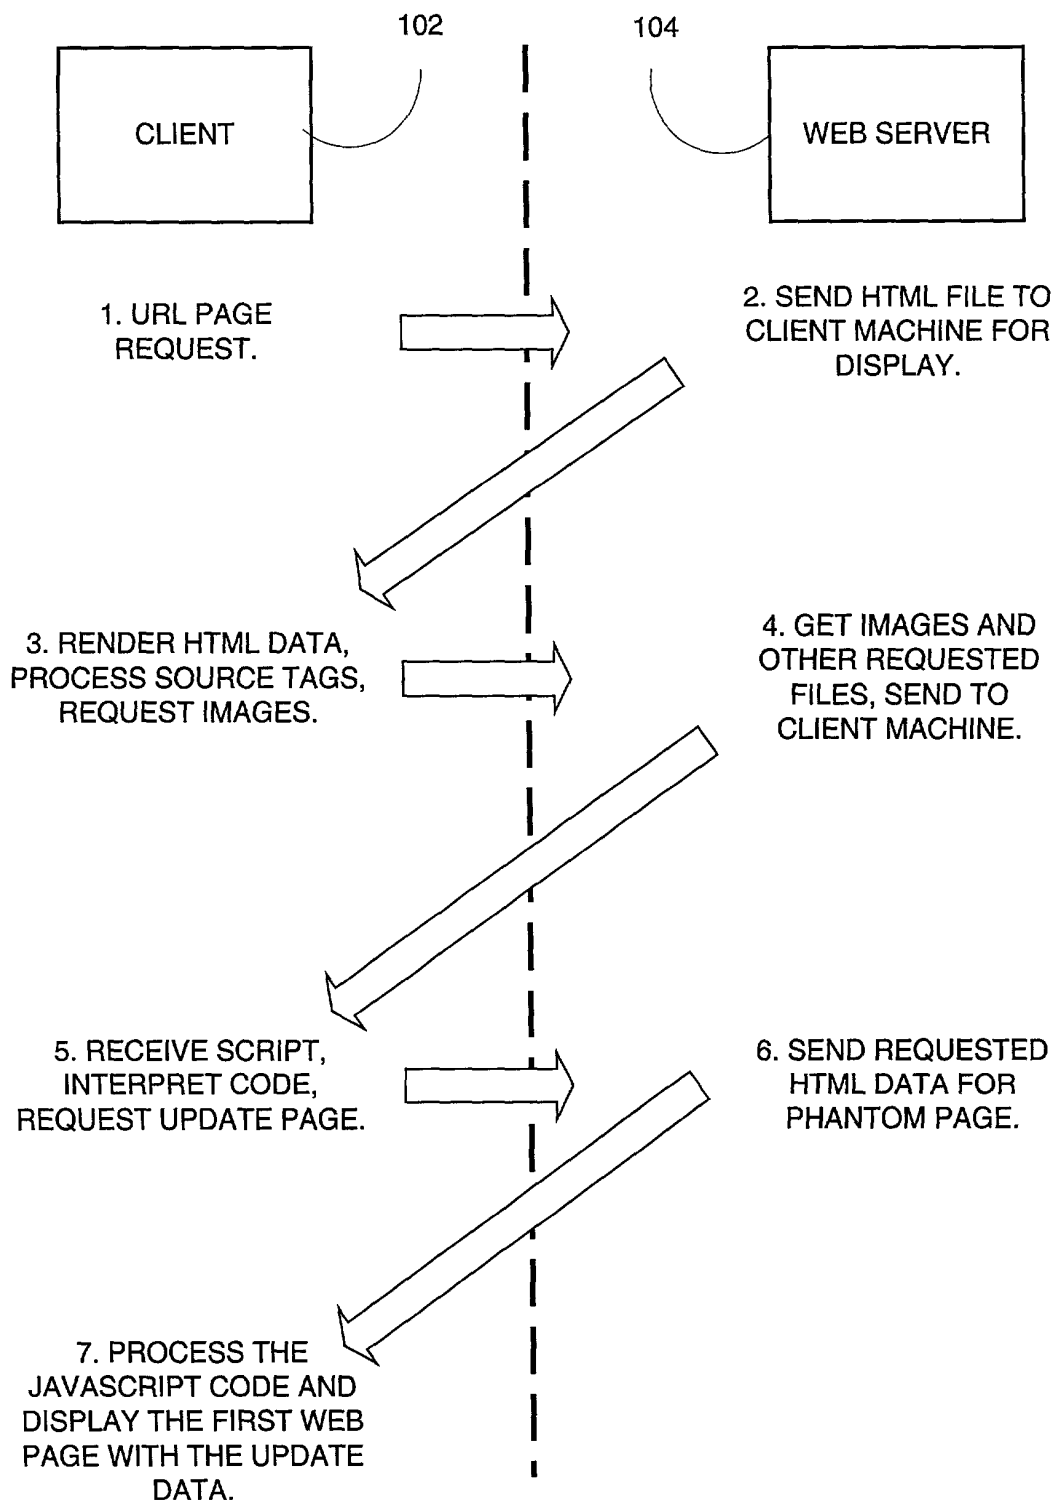 102
104
CLIENT
WEB SERVER
1. URL PAGE
REQUEST.
2. SEND HTML FILE TO
CLIENT MACHINE FOR
DISPLAY.
3. RENDER HTML DATA,
PROCESS SOURCE TAGS,
REQUEST IMAGES.
4. GET IMAGES AND
OTHER REQUESTED
FILES, SEND TO
CLIENT MACHINE.
5. RECEIVE SCRIPT,
INTERPRET CODE,
REQUEST UPDATE PAGE.
6. SEND REQUESTED
HTML DATA FOR
PHANTOM PAGE.
7. PROCESS THE
JAVASCRIPT CODE AND
DISPLAY THE FIRST WEB
PAGE WITH THE UPDATE
DATA.